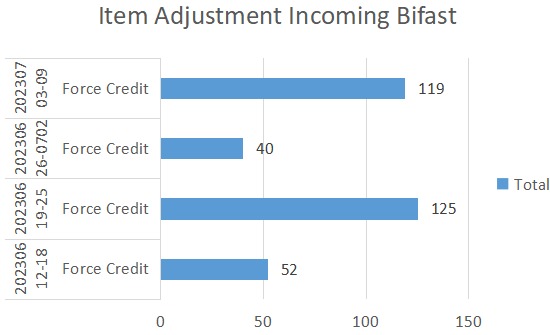 Item Adjustment Incoming Bifast
202307
03-09
Force Credit
119
202306
26-0702
Force Credit
40
202306
19-25
Force Credit
125
202306
12-18
Force Credit
52
Total
0 50 100 150